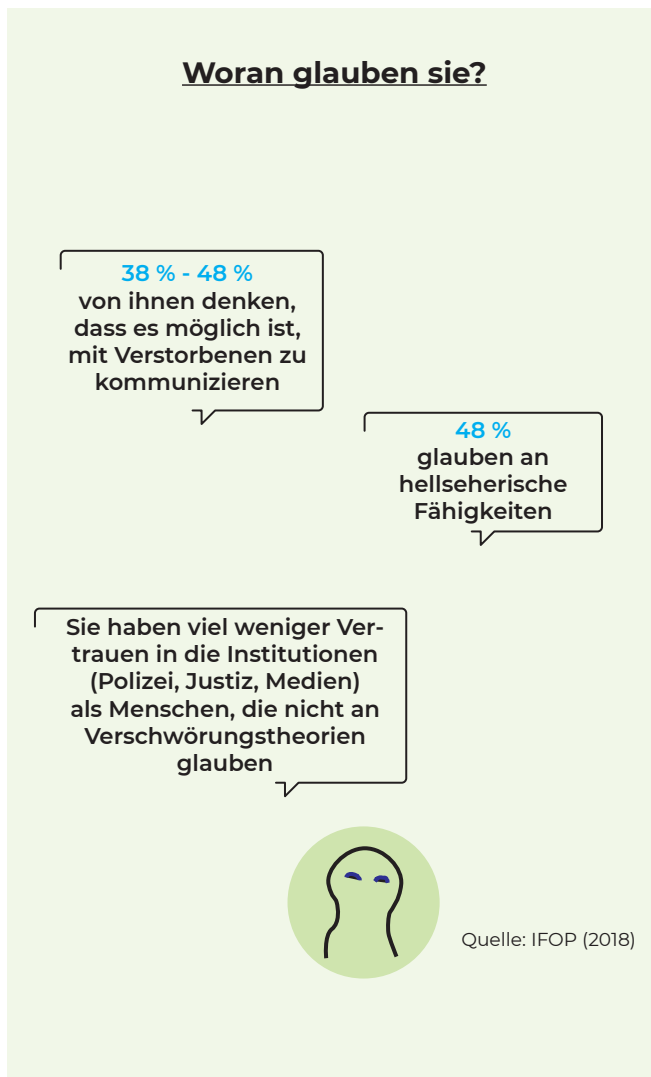 Woran glauben sie?
38 % - 48 %
von ihnen denken,
dass es möglich ist,
mit Verstorbenen zu
kommunizieren
48 %
glauben an
hellseherische
Fähigkeiten
Sie haben viel weniger Ver-
trauen in die Institutionen
(Polizei, Justiz, Medien)
als Menschen, die nicht an
Verschwörungstheorien
glauben
Quelle: IFOP (2018)